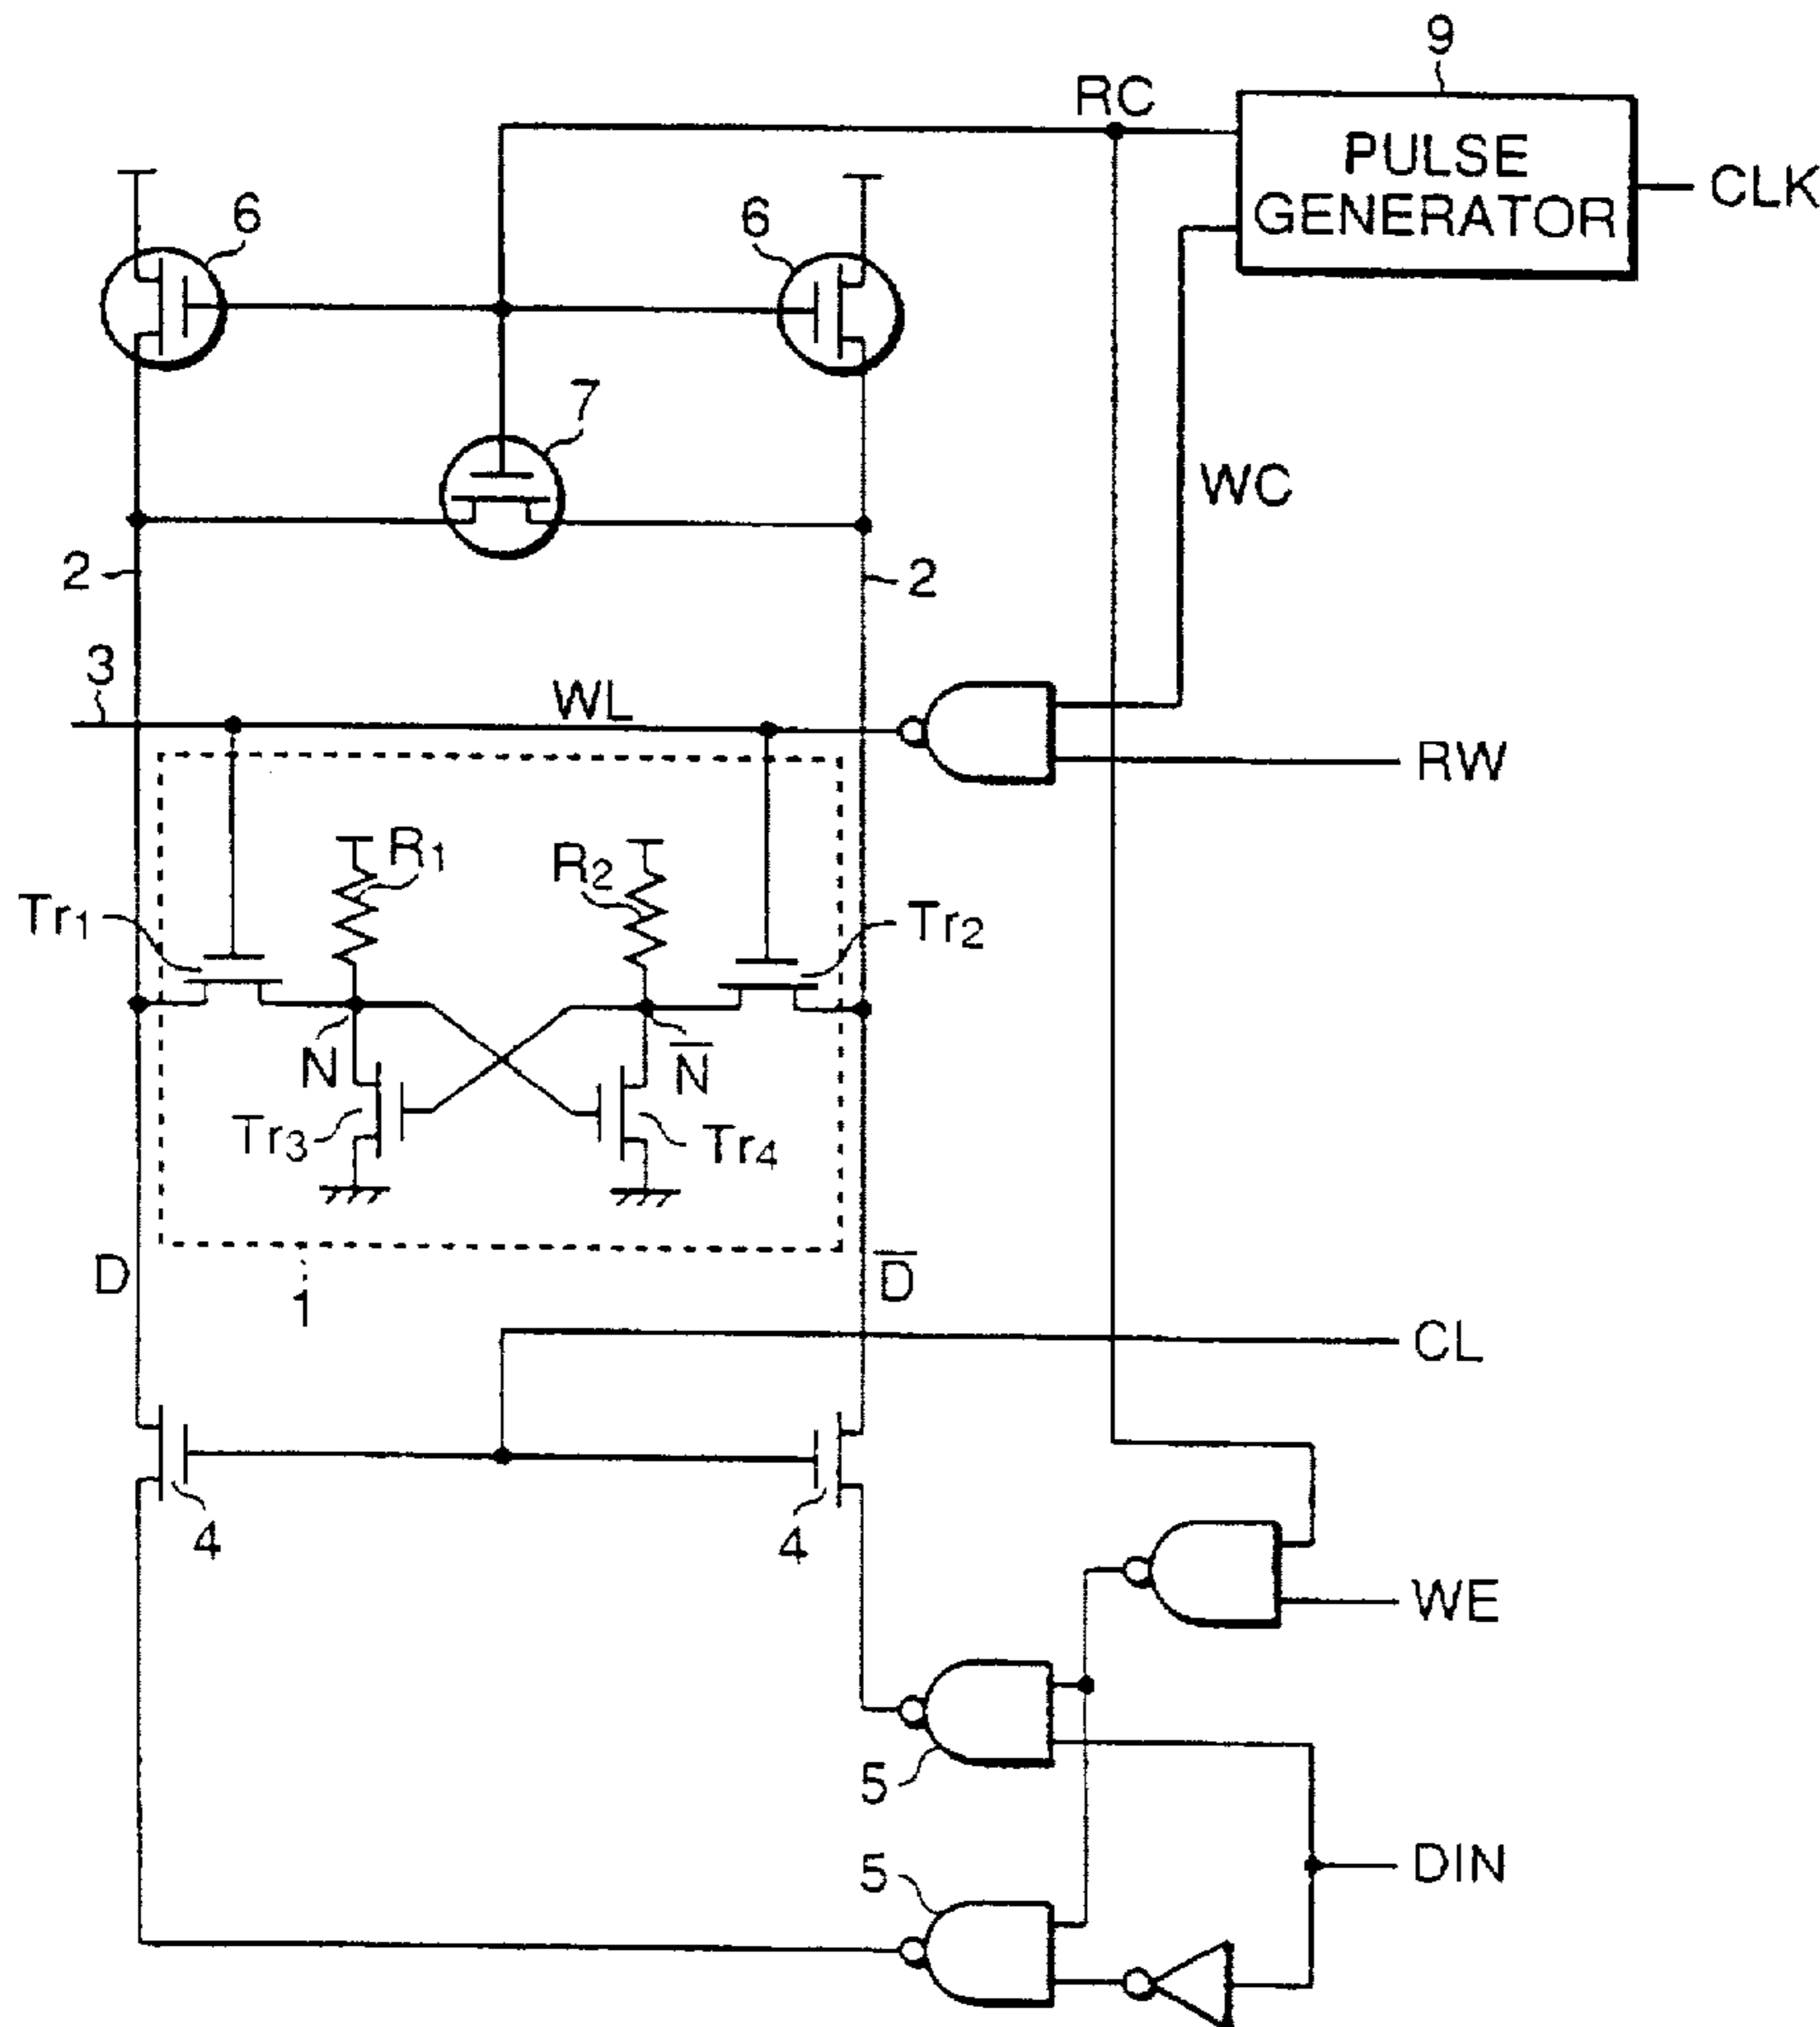 9
RC
PULSE
GENERATOR
CLK
6
6
7
WC
2
2
3
WL
RW
R1
R2
Tr1
Tr2
N
N̅
Tr3
Tr4
D
D̅
1
CL
4
4
WE
5
5
DIN